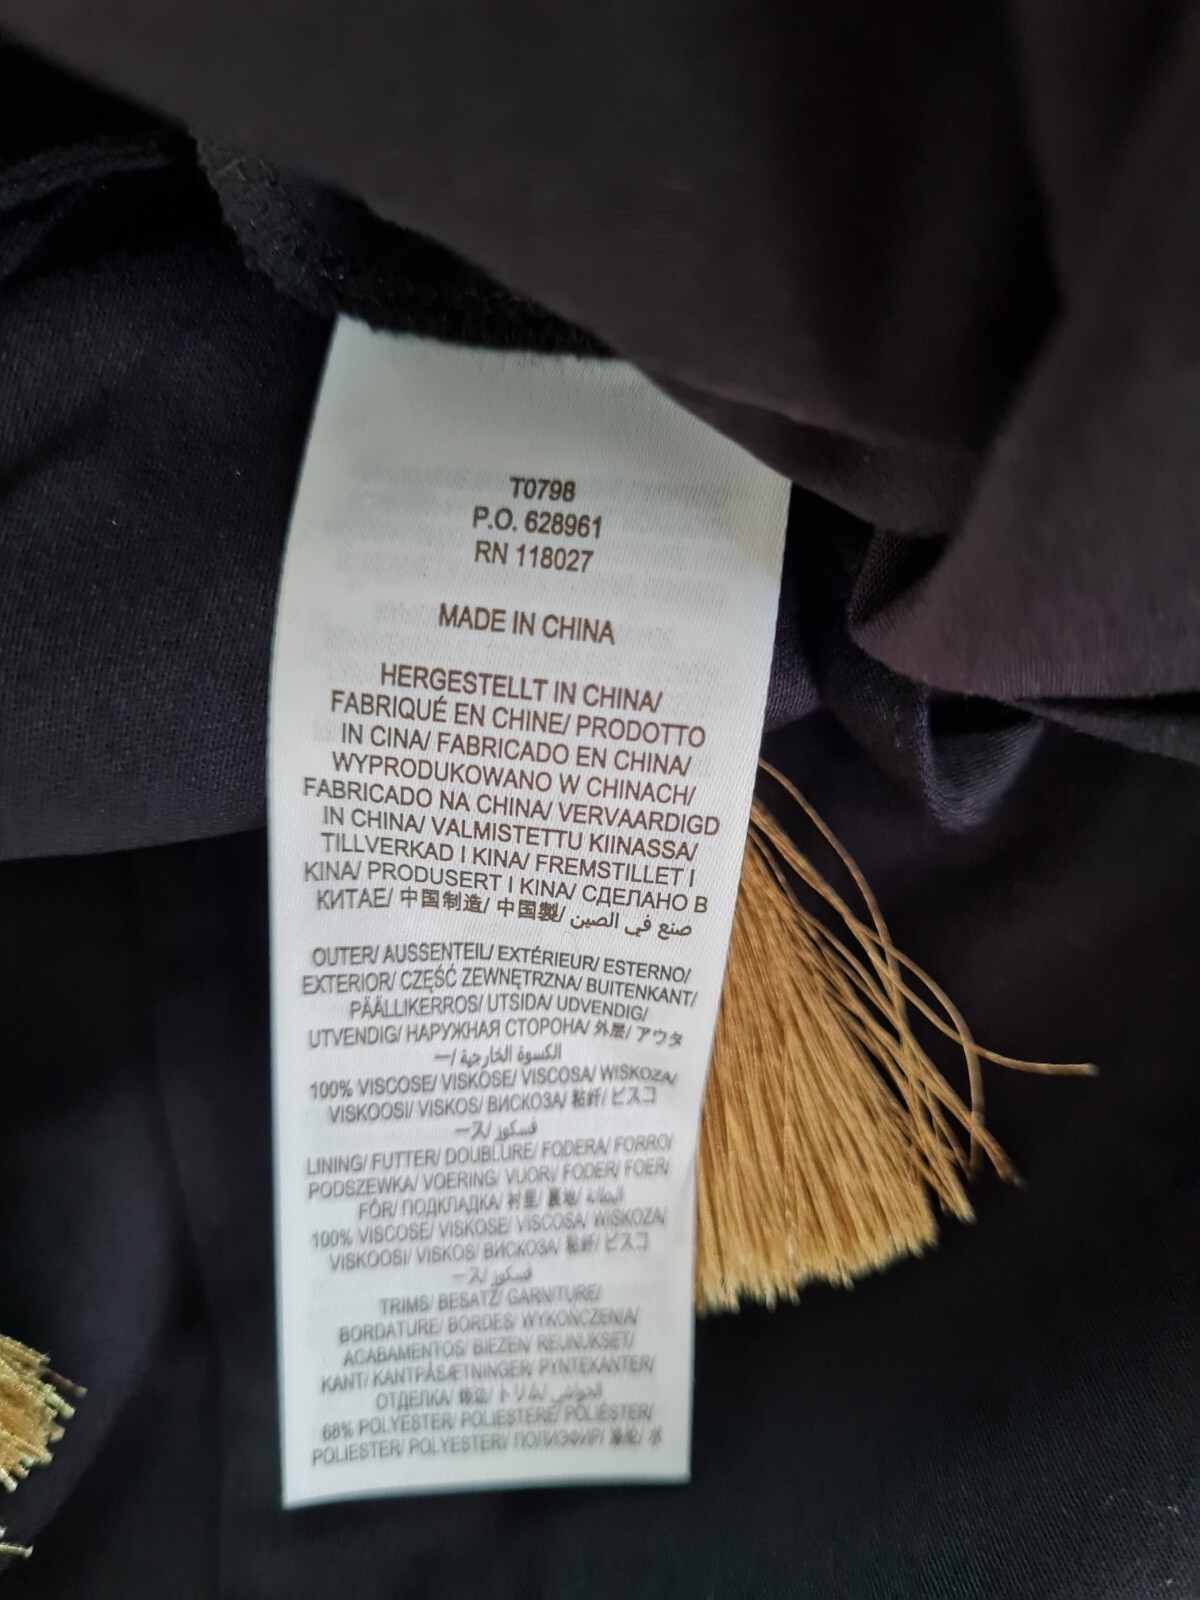 T0798
P.O. 628961
RN 118027
MADE IN CHINA
HERGESTELLT IN CHINA/
FABRIQUÉ EN CHINE/ PRODOTTO
IN CINA/ FABRICADO EN CHINA/
WYPRODUKOWANO W CHINACH/
FABRICADO NA CHINA/ VERVAARDIGD
IN CHINA/ VALMISTETTU KIINASSA/
TILLVERKAD I KINA/ FREMSTILLET I
KINA/ PRODUSERT I KINA/ СДЕЛАНО В
КИТАЕ/ 中国制造/ 中国製/ صنع في الصين
OUTER/ AUSSENTEIL/ EXTÉRIEUR/ ESTERNO/
EXTERIOR/ CZĘŚĆ ZEWNĘTRZNA/ BUITENKANT/
PÄÄLLIKERROS/ UTSIDA/ UDVENDIG/
UTVENDIG/ НАРУЖНАЯ СТОРОНА/ 外层/ アウタ
ー/ الكسوة الخارجية
100% VISCOSE/ VISKOSE/ VISCOSA/ WISKOZA/
VISKOOSI/ VISKOS/ ВИСКОЗА/ 粘纤/ ビスコ
ース/ فسكوز
LINING/ FUTTER/ DOUBLURE/ FODERA/ FORRO/
PODSZEWKA/ VOERING/ VUORI/ FODER/ FOER/
FÔR/ ПОДКЛАДКА/ 衬里/ 裏地/ البطانة
100% VISCOSE/ VISKOSE/ VISCOSA/ WISKOZA/
VISKOOSI/ VISKOS/ ВИСКОЗА/ 粘纤/ ビスコ
ース/ فسكوز
TRIMS/ BESATZ/ GARNITURE/
BORDATURE/ BORDES/ WYKOŃCZENIA/
ACABAMENTOS/ BIEZEN/ REUNUKSET/
KANT/ KANTPÅSÆTNINGER/ PYNTEKANTER/
ОТДЕЛКА/ トリム/ الحواشي
68% POLYESTER/ POLIESTERE/ POLIÉSTER/
POLIESTER/ POLYESTERI/ ПОЛИЭФИР/